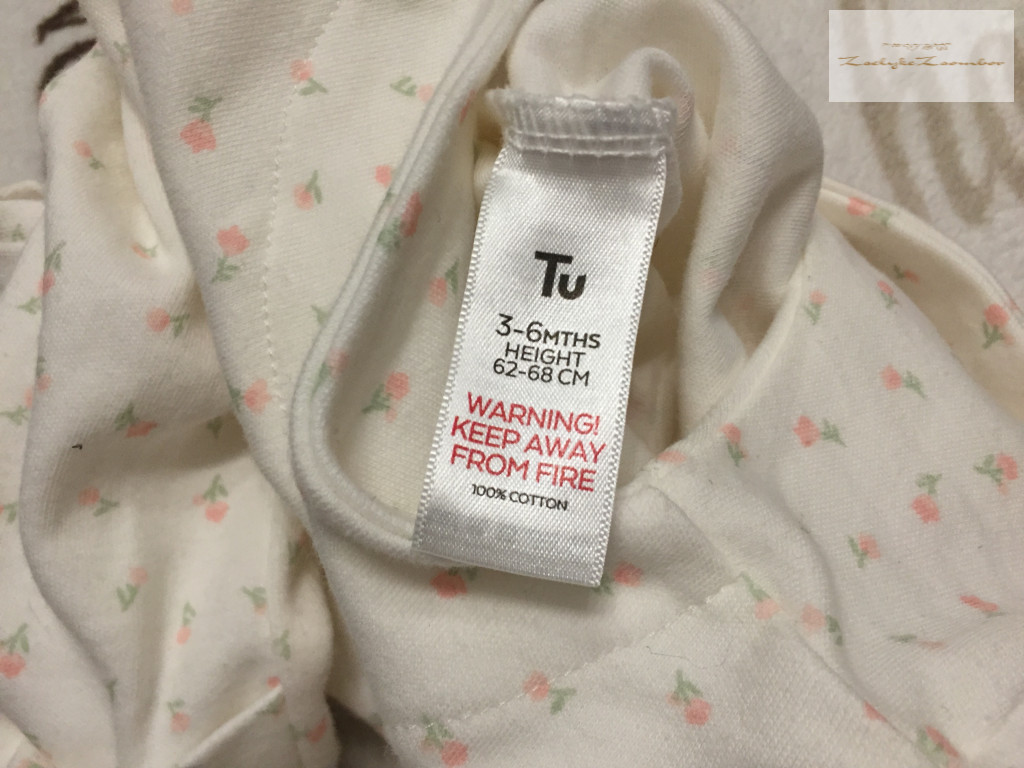 Tu
3-6MTHS
HEIGHT
62-68 CM
WARNING!
KEEP AWAY
FROM FIRE
100% COTTON